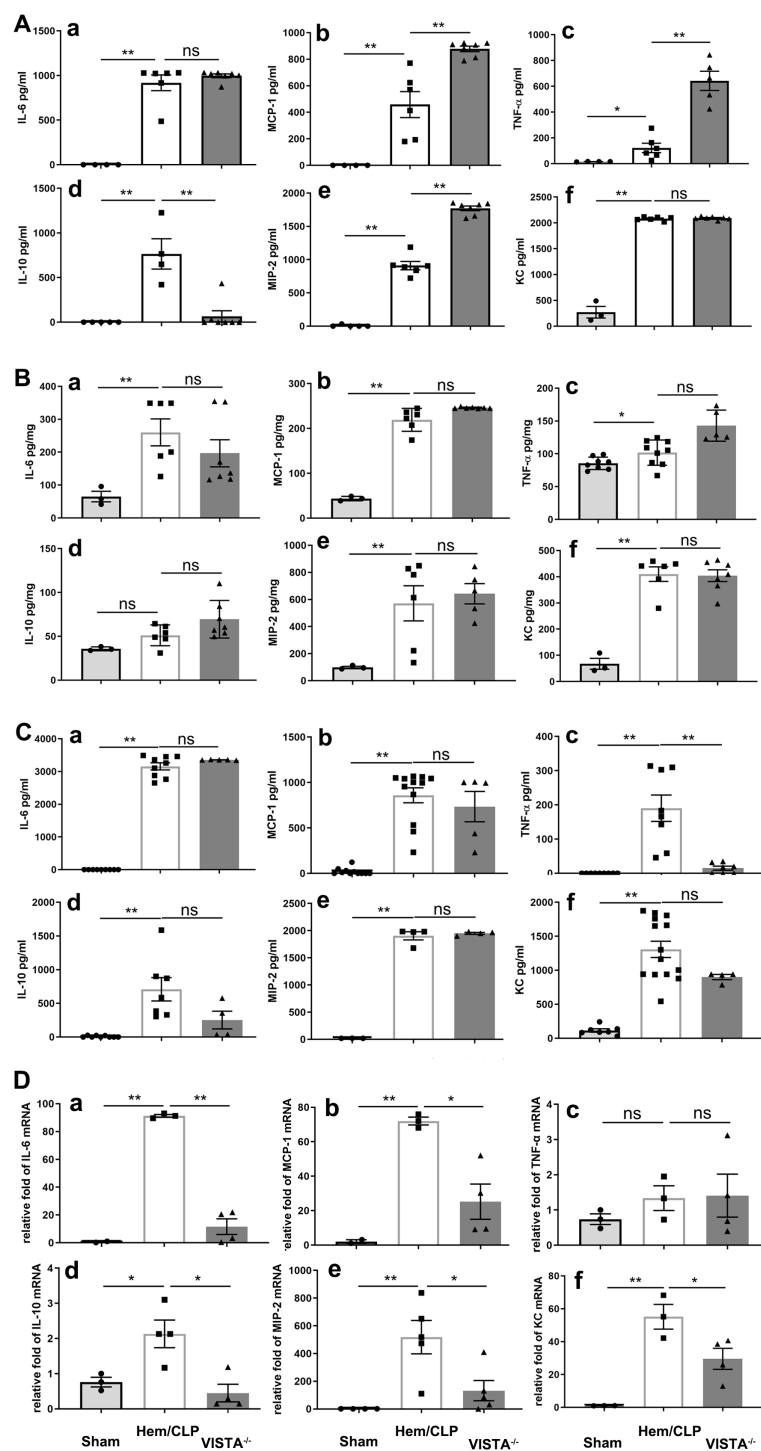 A
a
IL-6 pg/ml
1500
1000
500
0
**
ns
b
MCP-1 pg/ml
1000
800
600
400
200
0
**
**
c
TNF-α pg/ml
1000
800
600
400
200
0
*
**
d
IL-10 pg/ml
1500
1000
500
0
**
**
e
MIP-2 pg/ml
2000
1500
1000
500
0
**
**
f
KC pg/ml
2500
2000
1500
1000
500
0
**
ns
B
a
IL-6 pg/mg
400
300
200
100
0
**
ns
b
MCP-1 pg/mg
300
200
100
0
**
ns
c
TNF-α pg/mg
200
150
100
50
0
*
ns
d
IL-10 pg/mg
150
100
50
0
ns
ns
e
MIP-2 pg/mg
1000
800
600
400
200
0
**
ns
f
KC pg/mg
500
400
300
200
100
0
**
ns
C
a
IL-6 pg/ml
4000
3000
2000
1000
0
**
ns
b
MCP-1 pg/ml
1500
1000
500
0
**
ns
c
TNF-α pg/ml
400
300
200
100
0
**
**
d
IL-10 pg/ml
2000
1500
1000
500
0
**
ns
e
MIP-2 pg/ml
2500
2000
1500
1000
500
0
**
ns
f
KC pg/ml
2000
1500
1000
500
0
**
ns
D
a
relative fold of IL-6 mRNA
100
80
60
40
20
0
**
**
b
relative fold of MCP-1 mRNA
80
60
40
20
0
**
*
c
relative fold of TNF-α mRNA
4
3
2
1
0
ns
ns
d
relative fold of IL-10 mRNA
4
3
2
1
0
*
*
e
relative fold of MIP-2 mRNA
1000
800
600
400
200
0
**
*
f
relative fold of KC mRNA
80
60
40
20
0
**
*
Sham Hem/CLP VISTA-/-
Sham Hem/CLP VISTA-/-
Sham Hem/CLP VISTA-/-